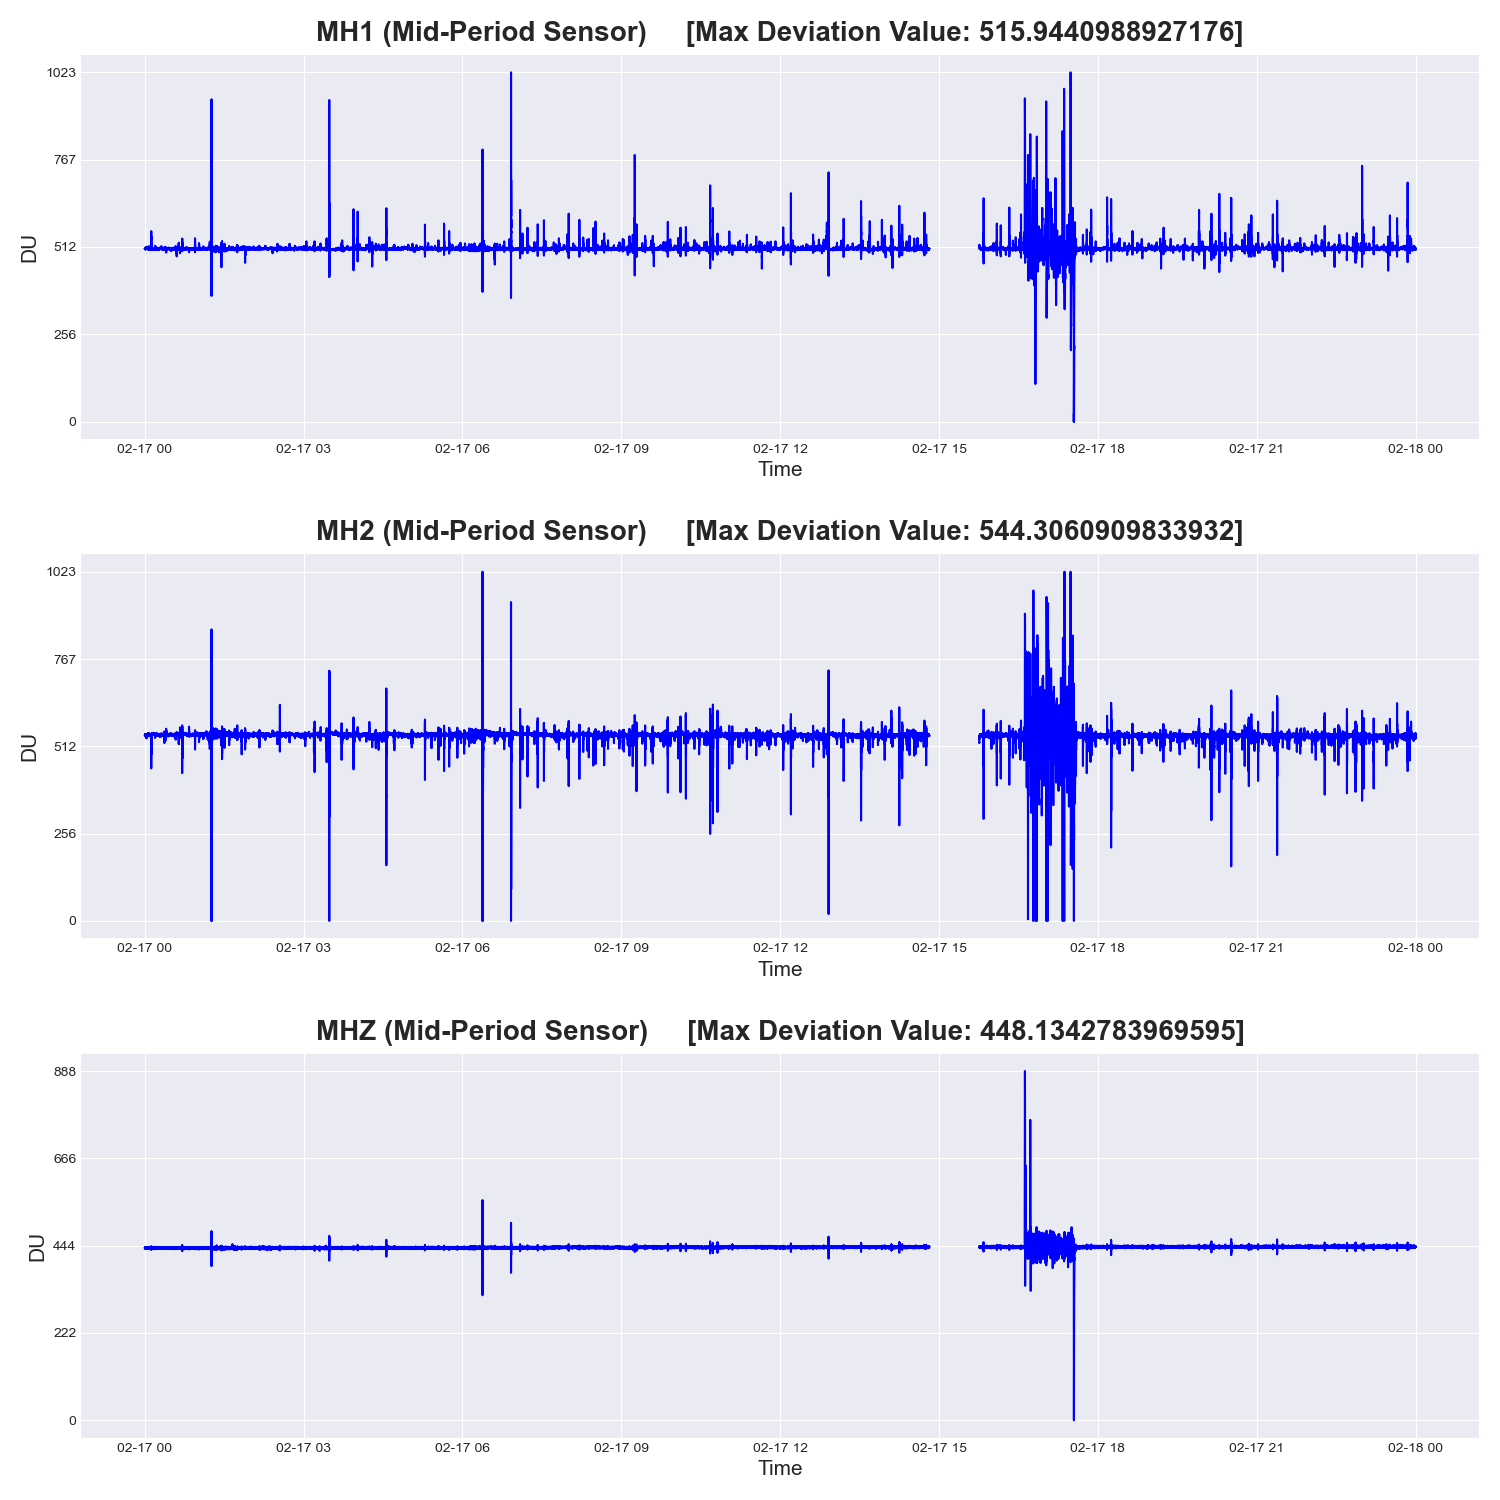 MH1 (Mid-Period Sensor) [Max Deviation Value: 515.9440988927176]
1023
767
512
256
0
DU
02-17 00 02-17 03 02-17 06 02-17 09 02-17 12 02-17 15 02-17 18 02-17 21 02-18 00
Time
MH2 (Mid-Period Sensor) [Max Deviation Value: 544.3060909833932]
1023
767
512
256
0
DU
02-17 00 02-17 03 02-17 06 02-17 09 02-17 12 02-17 15 02-17 18 02-17 21 02-18 00
Time
MHZ (Mid-Period Sensor) [Max Deviation Value: 448.1342783969595]
888
666
444
222
0
DU
02-17 00 02-17 03 02-17 06 02-17 09 02-17 12 02-17 15 02-17 18 02-17 21 02-18 00
Time